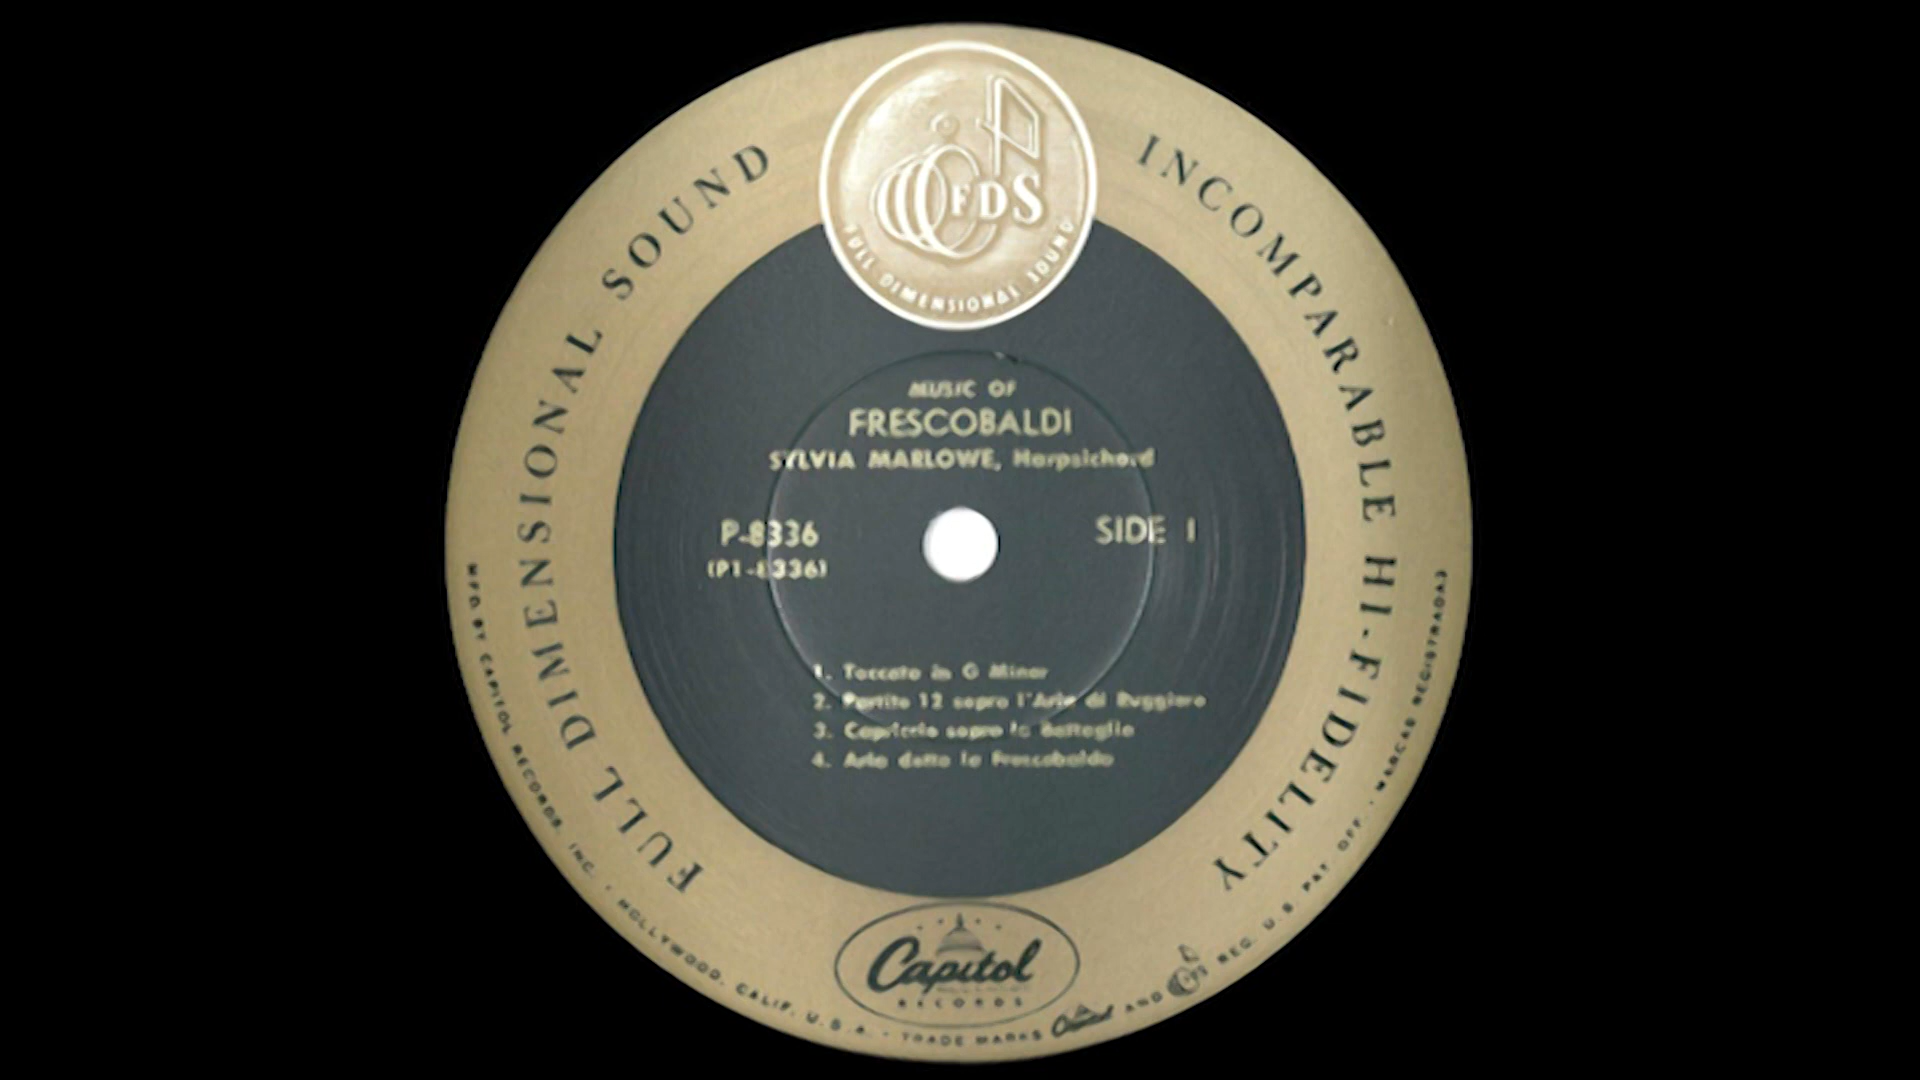 FDS
FULL DIMENSIONAL SOUND
FULL DIMENSIONAL SOUND
INCOMPARABLE HI-FIDELITY
MUSIC OF
FRESCOBALDI
SYLVIA MARLOWE, Harpsichord
P-8336
SIDE 1
(P1-8336)
1. Toccata in G Minor
2. Partite 12 sopra l'Aria di Ruggiero
3. Capriccio sopra la Battaglia
4. Aria detta la Frescobalda
Capitol
RECORDS
MFD. BY CAPITOL RECORDS, INC. • HOLLYWOOD, CALIF. U.S.A. • TRADE MARKS Capitol AND FDS REG. U.S. PAT. OFF. • MARCAS REGISTRADAS